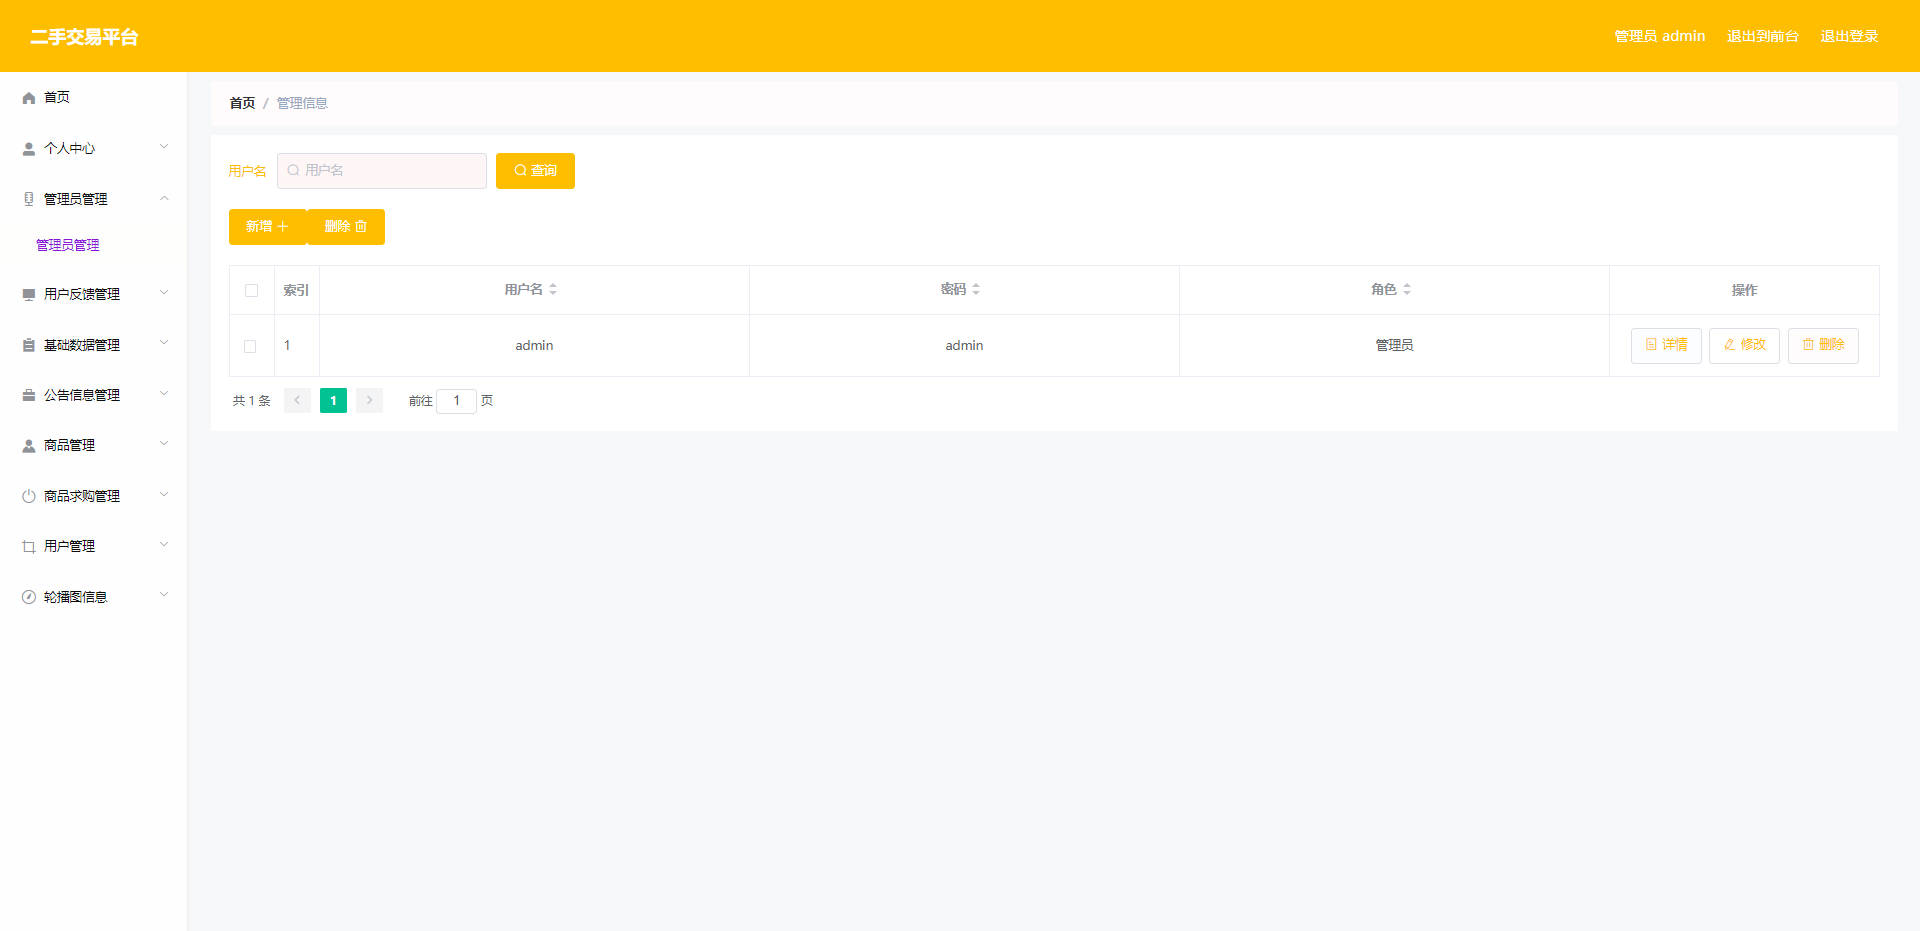 二手交易平台
管理员 admin 退出到前台 退出登录
首页
个人中心
管理员管理
管理员管理
用户反馈管理
基础数据管理
公告信息管理
商品管理
商品求购管理
用户管理
轮播图信息
首页 / 管理信息
用户名 用户名 查询
新增 删除
索引 用户名 密码 角色 操作
1 admin admin 管理员 详情 修改 删除
共 1 条 1 前往 1 页